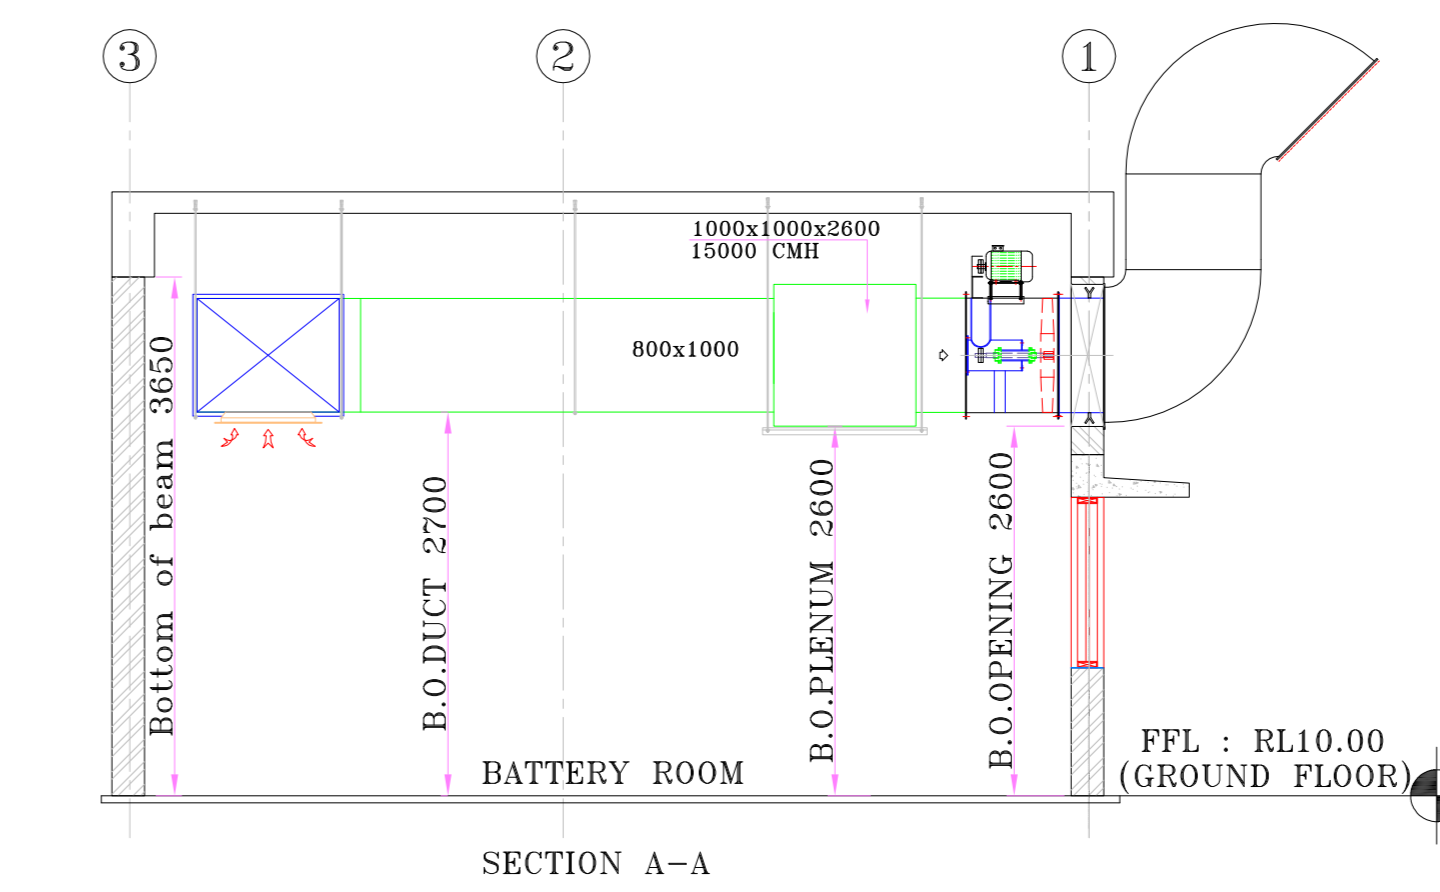 3
2
1
1000x1000x2600
15000 CMH
800x1000
Bottom of beam 3650
B.O.DUCT 2700
B.O.PLENUM 2600
B.O.OPENING 2600
FFL : RL10.00
(GROUND FLOOR)
BATTERY ROOM
SECTION A-A